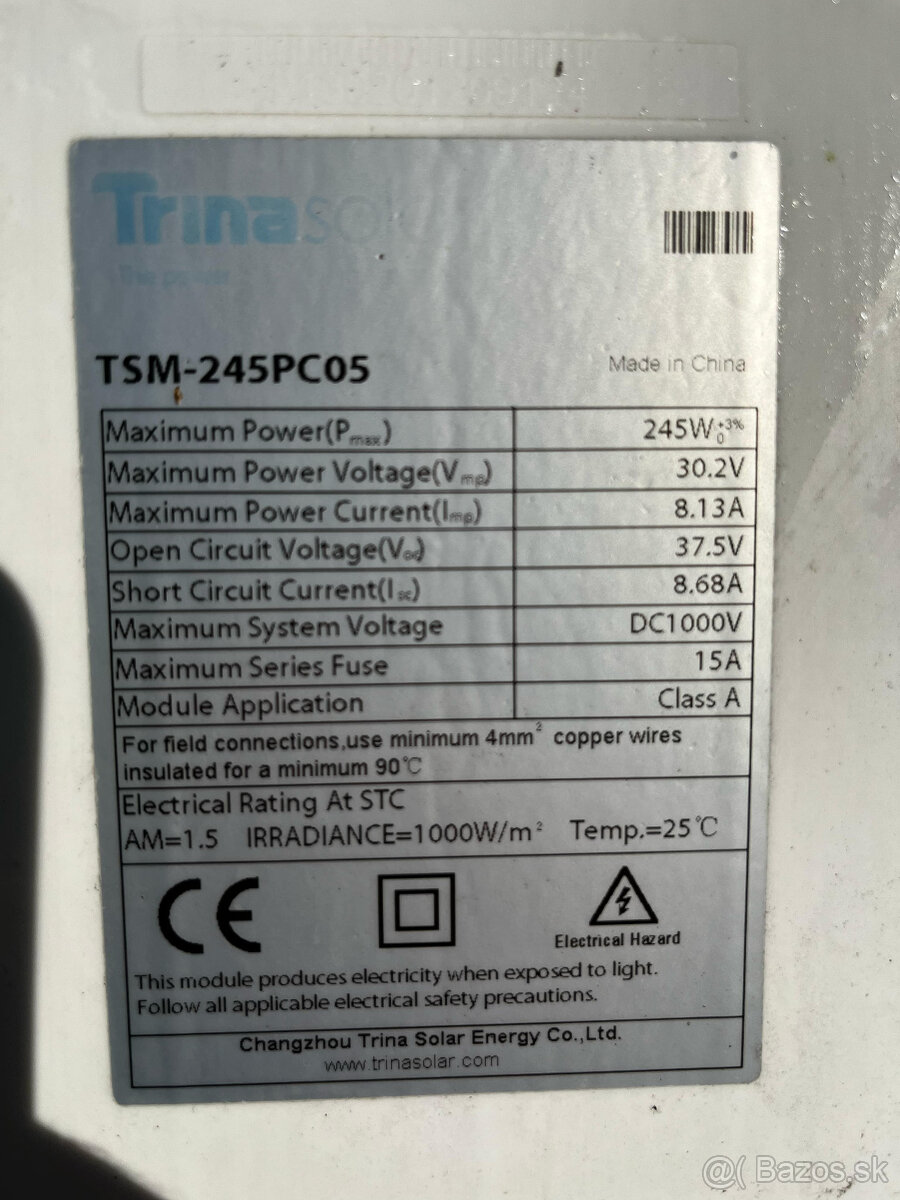 Trinasol
The power
TSM-245PC05
Made in China
Maximum Power(Pmax) 245W +3% 0
Maximum Power Voltage(Vmp) 30.2V
Maximum Power Current(Imp) 8.13A
Open Circuit Voltage(Voc) 37.5V
Short Circuit Current(Isc) 8.68A
Maximum System Voltage DC1000V
Maximum Series Fuse 15A
Module Application Class A
For field connections,use minimum 4mm² copper wires
insulated for a minimum 90℃
Electrical Rating At STC
AM=1.5 IRRADIANCE=1000W/m² Temp.=25℃
CE
Electrical Hazard
This module produces electricity when exposed to light.
Follow all applicable electrical safety precautions.
Changzhou Trina Solar Energy Co.,Ltd.
www.trinasolar.com
@( Bazos.sk